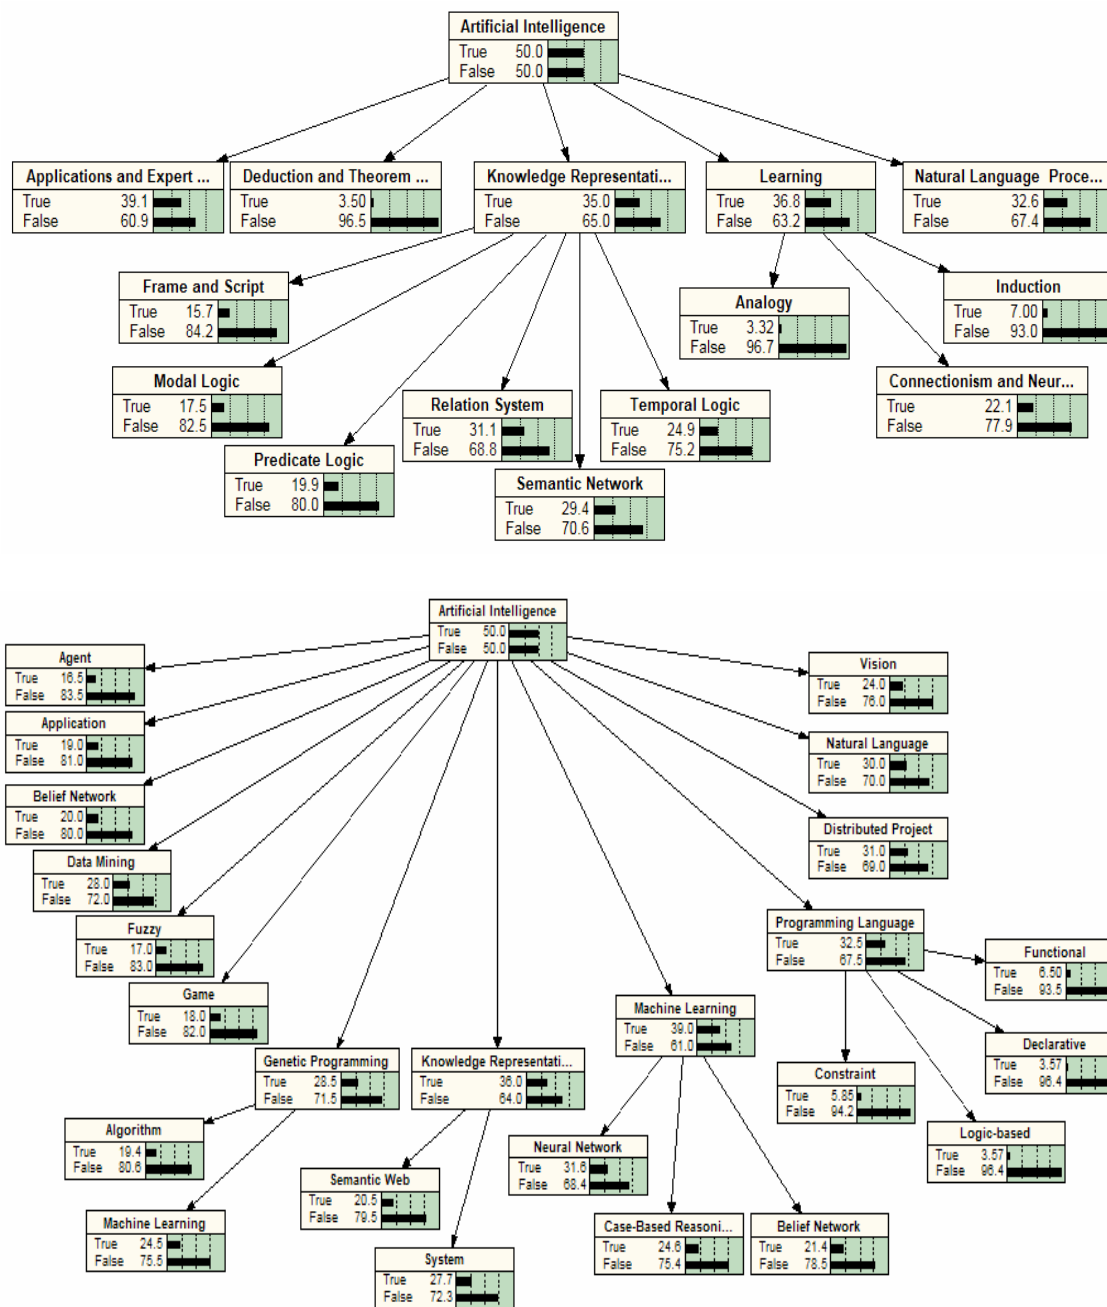 Artificial Intelligence
True 50.0
False 50.0
Applications and Expert ...
True 39.1
False 60.9
Deduction and Theorem ...
True 3.50
False 96.5
Knowledge Representati...
True 35.0
False 65.0
Learning
True 36.8
False 63.2
Natural Language Proce...
True 32.6
False 67.4
Frame and Script
True 15.7
False 84.2
Analogy
True 3.32
False 96.7
Induction
True 7.00
False 93.0
Modal Logic
True 17.5
False 82.5
Relation System
True 31.1
False 68.8
Temporal Logic
True 24.9
False 75.2
Connectionism and Neur...
True 22.1
False 77.9
Predicate Logic
True 19.9
False 80.0
Semantic Network
True 29.4
False 70.6
Artificial Intelligence
True 50.0
False 50.0
Agent
True 16.5
False 83.5
Vision
True 24.0
False 76.0
Application
True 19.0
False 81.0
Natural Language
True 30.0
False 70.0
Belief Network
True 20.0
False 80.0
Distributed Project
True 31.0
False 69.0
Data Mining
True 28.0
False 72.0
Fuzzy
True 17.0
False 83.0
Programming Language
True 32.5
False 67.5
Functional
True 6.50
False 93.5
Game
True 18.0
False 82.0
Machine Learning
True 39.0
False 61.0
Declarative
True 3.57
False 96.4
Genetic Programming
True 28.5
False 71.5
Knowledge Representati...
True 36.0
False 64.0
Constraint
True 5.85
False 94.2
Algorithm
True 19.4
False 80.6
Logic-based
True 3.57
False 96.4
Neural Network
True 31.6
False 68.4
Semantic Web
True 20.5
False 79.5
Machine Learning
True 24.5
False 75.5
Case-Based Reasoni...
True 24.6
False 75.4
Belief Network
True 21.4
False 78.5
System
True 27.7
False 72.3